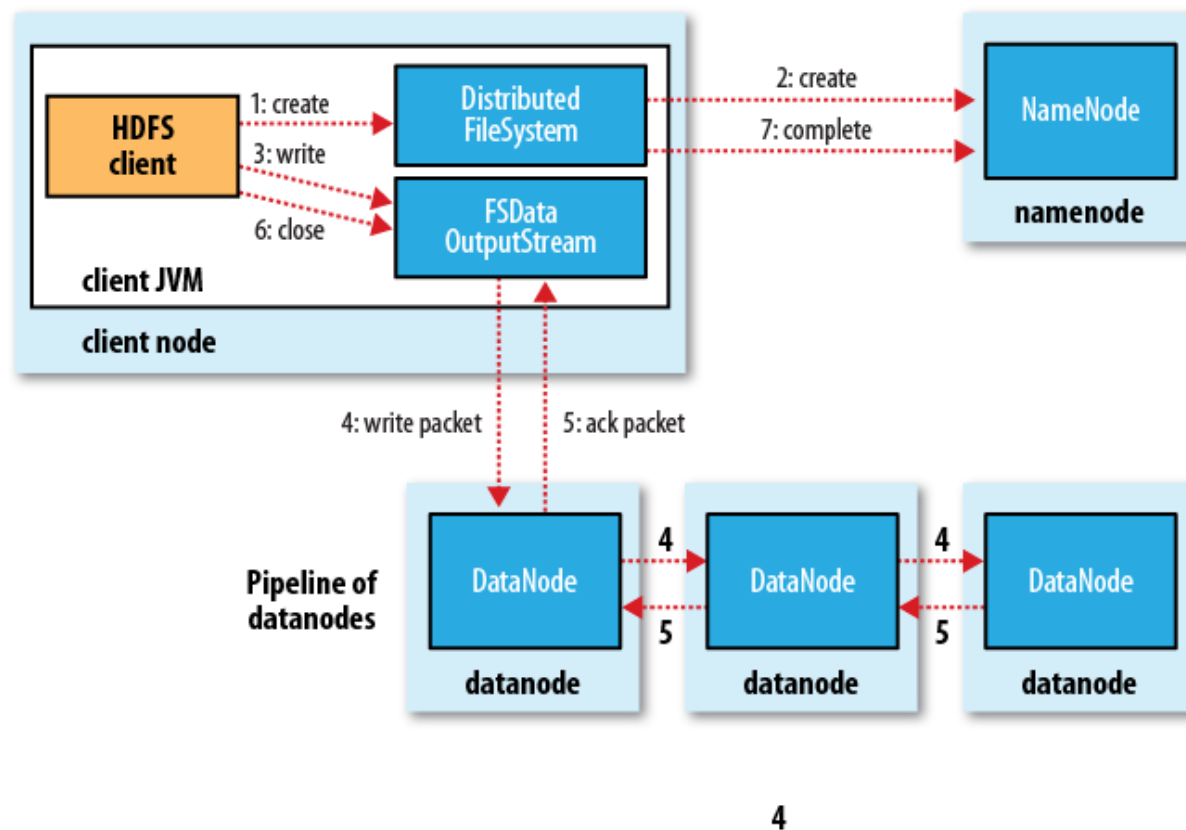 HDFS
client
1: create
3: write
6: close
Distributed
FileSystem
FSData
OutputStream
client JVM
client node
2: create
7: complete
NameNode
namenode
4: write packet
5: ack packet
Pipeline of
datanodes
DataNode
datanode
4
5
DataNode
datanode
4
5
DataNode
datanode
4